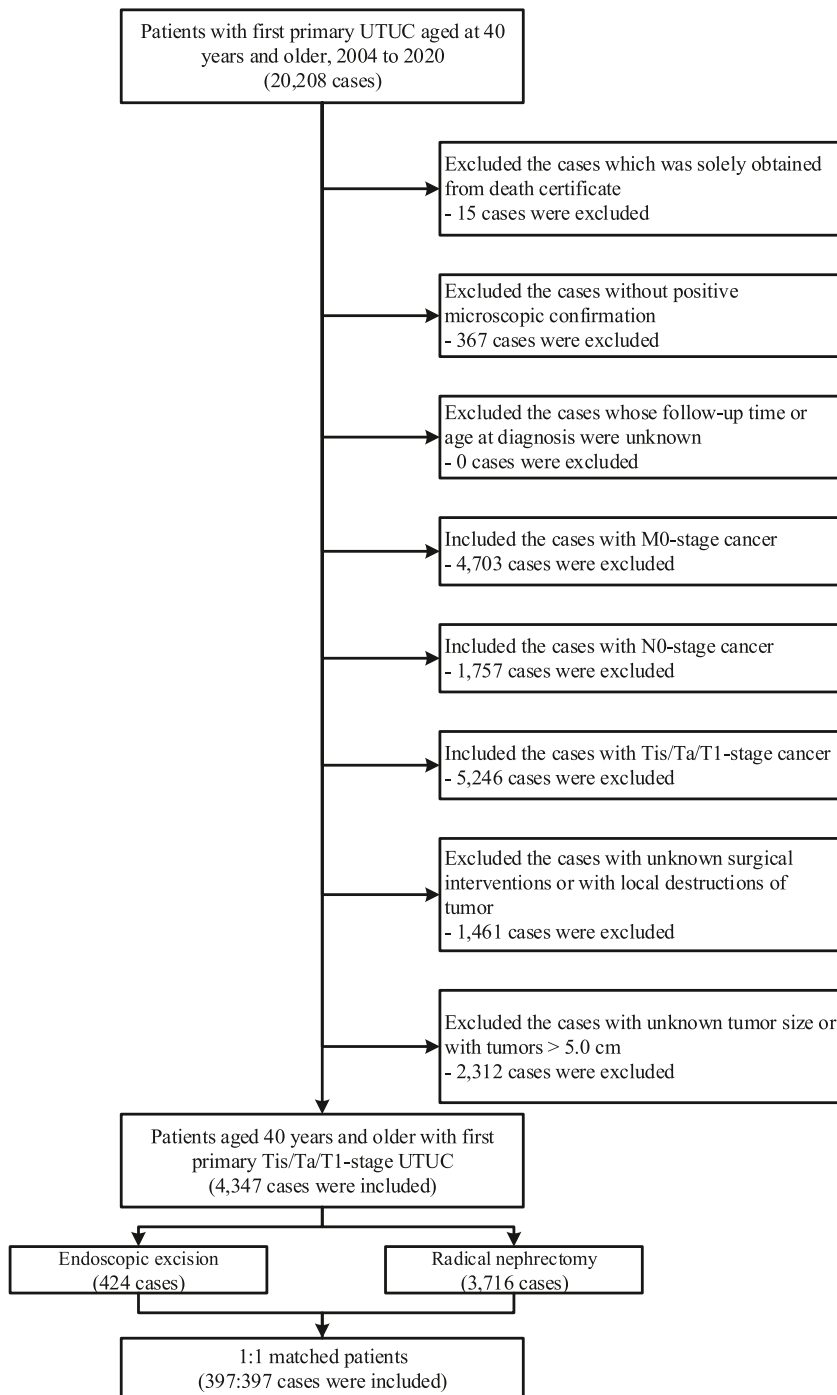 Patients with first primary UTUC aged at 40
years and older, 2004 to 2020
(20,208 cases)
Excluded the cases which was solely obtained
from death certificate
- 15 cases were excluded
Excluded the cases without positive
microscopic confirmation
- 367 cases were excluded
Excluded the cases whose follow-up time or
age at diagnosis were unknown
- 0 cases were excluded
Included the cases with M0-stage cancer
- 4,703 cases were excluded
Included the cases with N0-stage cancer
- 1,757 cases were excluded
Included the cases with Tis/Ta/T1-stage cancer
- 5,246 cases were excluded
Excluded the cases with unknown surgical
interventions or with local destructions of
tumor
- 1,461 cases were excluded
Excluded the cases with unknown tumor size or
with tumors > 5.0 cm
- 2,312 cases were excluded
Patients aged 40 years and older with first
primary Tis/Ta/T1-stage UTUC
(4,347 cases were included)
Endoscopic excision
(424 cases)
Radical nephrectomy
(3,716 cases)
1:1 matched patients
(397:397 cases were included)